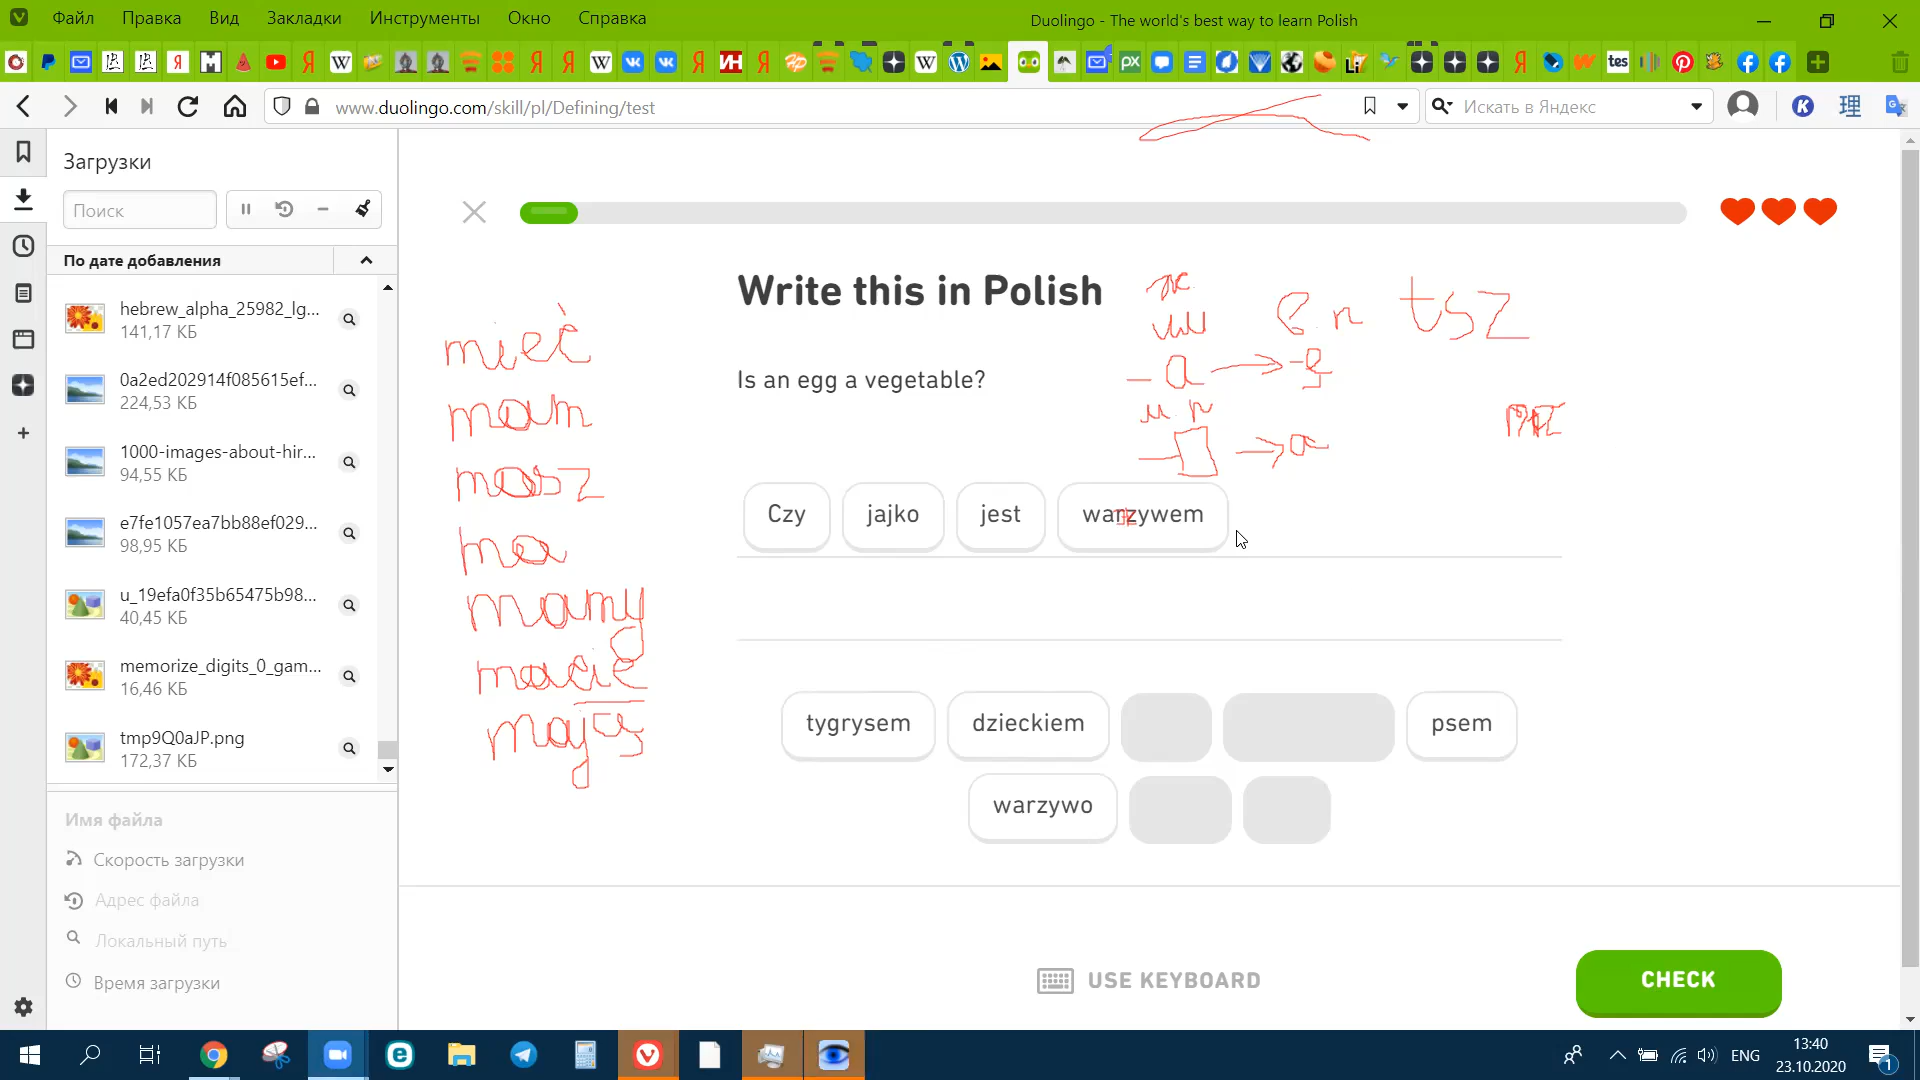 Файл Правка Вид Закладки Инструменты Окно Справка
Duolingo - The world's best way to learn Polish
www.duolingo.com/skill/pl/Defining/test
Искать в Яндекс
Загрузки
Поиск
По дате добавления
hebrew_alpha_25982_lg...
141,17 КБ
0a2ed202914f085615ef...
224,53 КБ
1000-images-about-hir...
94,55 КБ
e7fe1057ea7bb88ef029...
98,95 КБ
u_19efa0f35b65475b98...
40,45 КБ
memorize_digits_0_gam...
16,46 КБ
tmp9Q0aJP.png
172,37 КБ
Имя файла
Скорость загрузки
Адрес файла
Локальный путь
Время загрузки
Write this in Polish
Is an egg a vegetable?
mieć
mam
masz
ma
mamy
macie
mają
tsz
- a → -ę
→ a
Czy jajko jest warzywem
tygrysem dzieckiem psem
warzywo
USE KEYBOARD
CHECK
ENG
13:40
23.10.2020
1